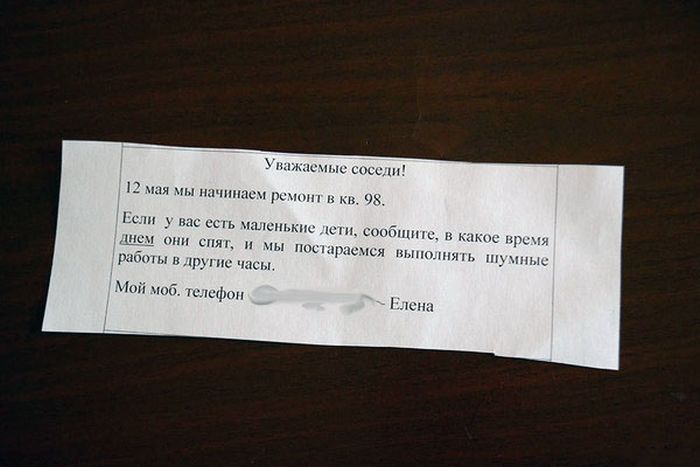 Уважаемые соседи!
12 мая мы начинаем ремонт в кв. 98.
Если у вас есть маленькие дети, сообщите, в какое время
днем они спят, и мы постараемся выполнять шумные
работы в другие часы.
Мой моб. телефон – Елена